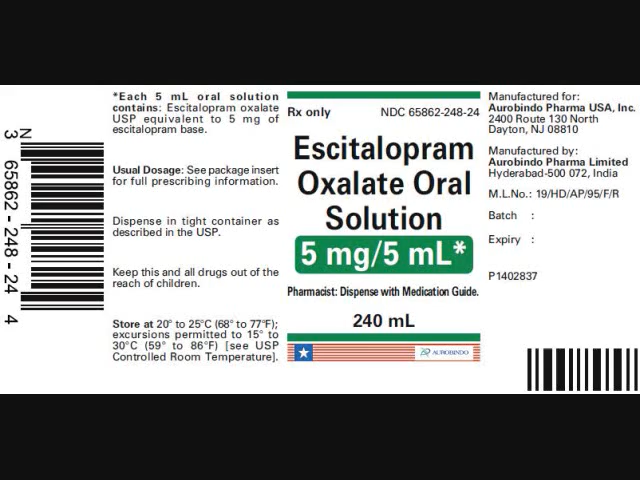 N
3 65862-248-24 4
*Each 5 mL oral solution
contains: Escitalopram oxalate
USP equivalent to 5 mg of
escitalopram base.
Usual Dosage: See package insert
for full prescribing information.
Dispense in tight container as
described in the USP.
Keep this and all drugs out of the
reach of children.
Store at 20° to 25°C (68° to 77°F);
excursions permitted to 15° to
30°C (59° to 86°F) [see USP
Controlled Room Temperature].
Rx only NDC 65862-248-24
Escitalopram
Oxalate Oral
Solution
5 mg/5 mL*
Pharmacist: Dispense with Medication Guide.
240 mL
AUROBINDO
Manufactured for:
Aurobindo Pharma USA, Inc.
2400 Route 130 North
Dayton, NJ 08810
Manufactured by:
Aurobindo Pharma Limited
Hyderabad-500 072, India
M.L.No.: 19/HD/AP/95/F/R
Batch :
Expiry :
P1402837